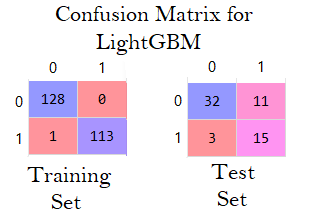 Confusion Matrix for
LightGBM
0 1 0 1
0 128 0 0 32 11
1 1 113 1 3 15
Training Test
Set Set